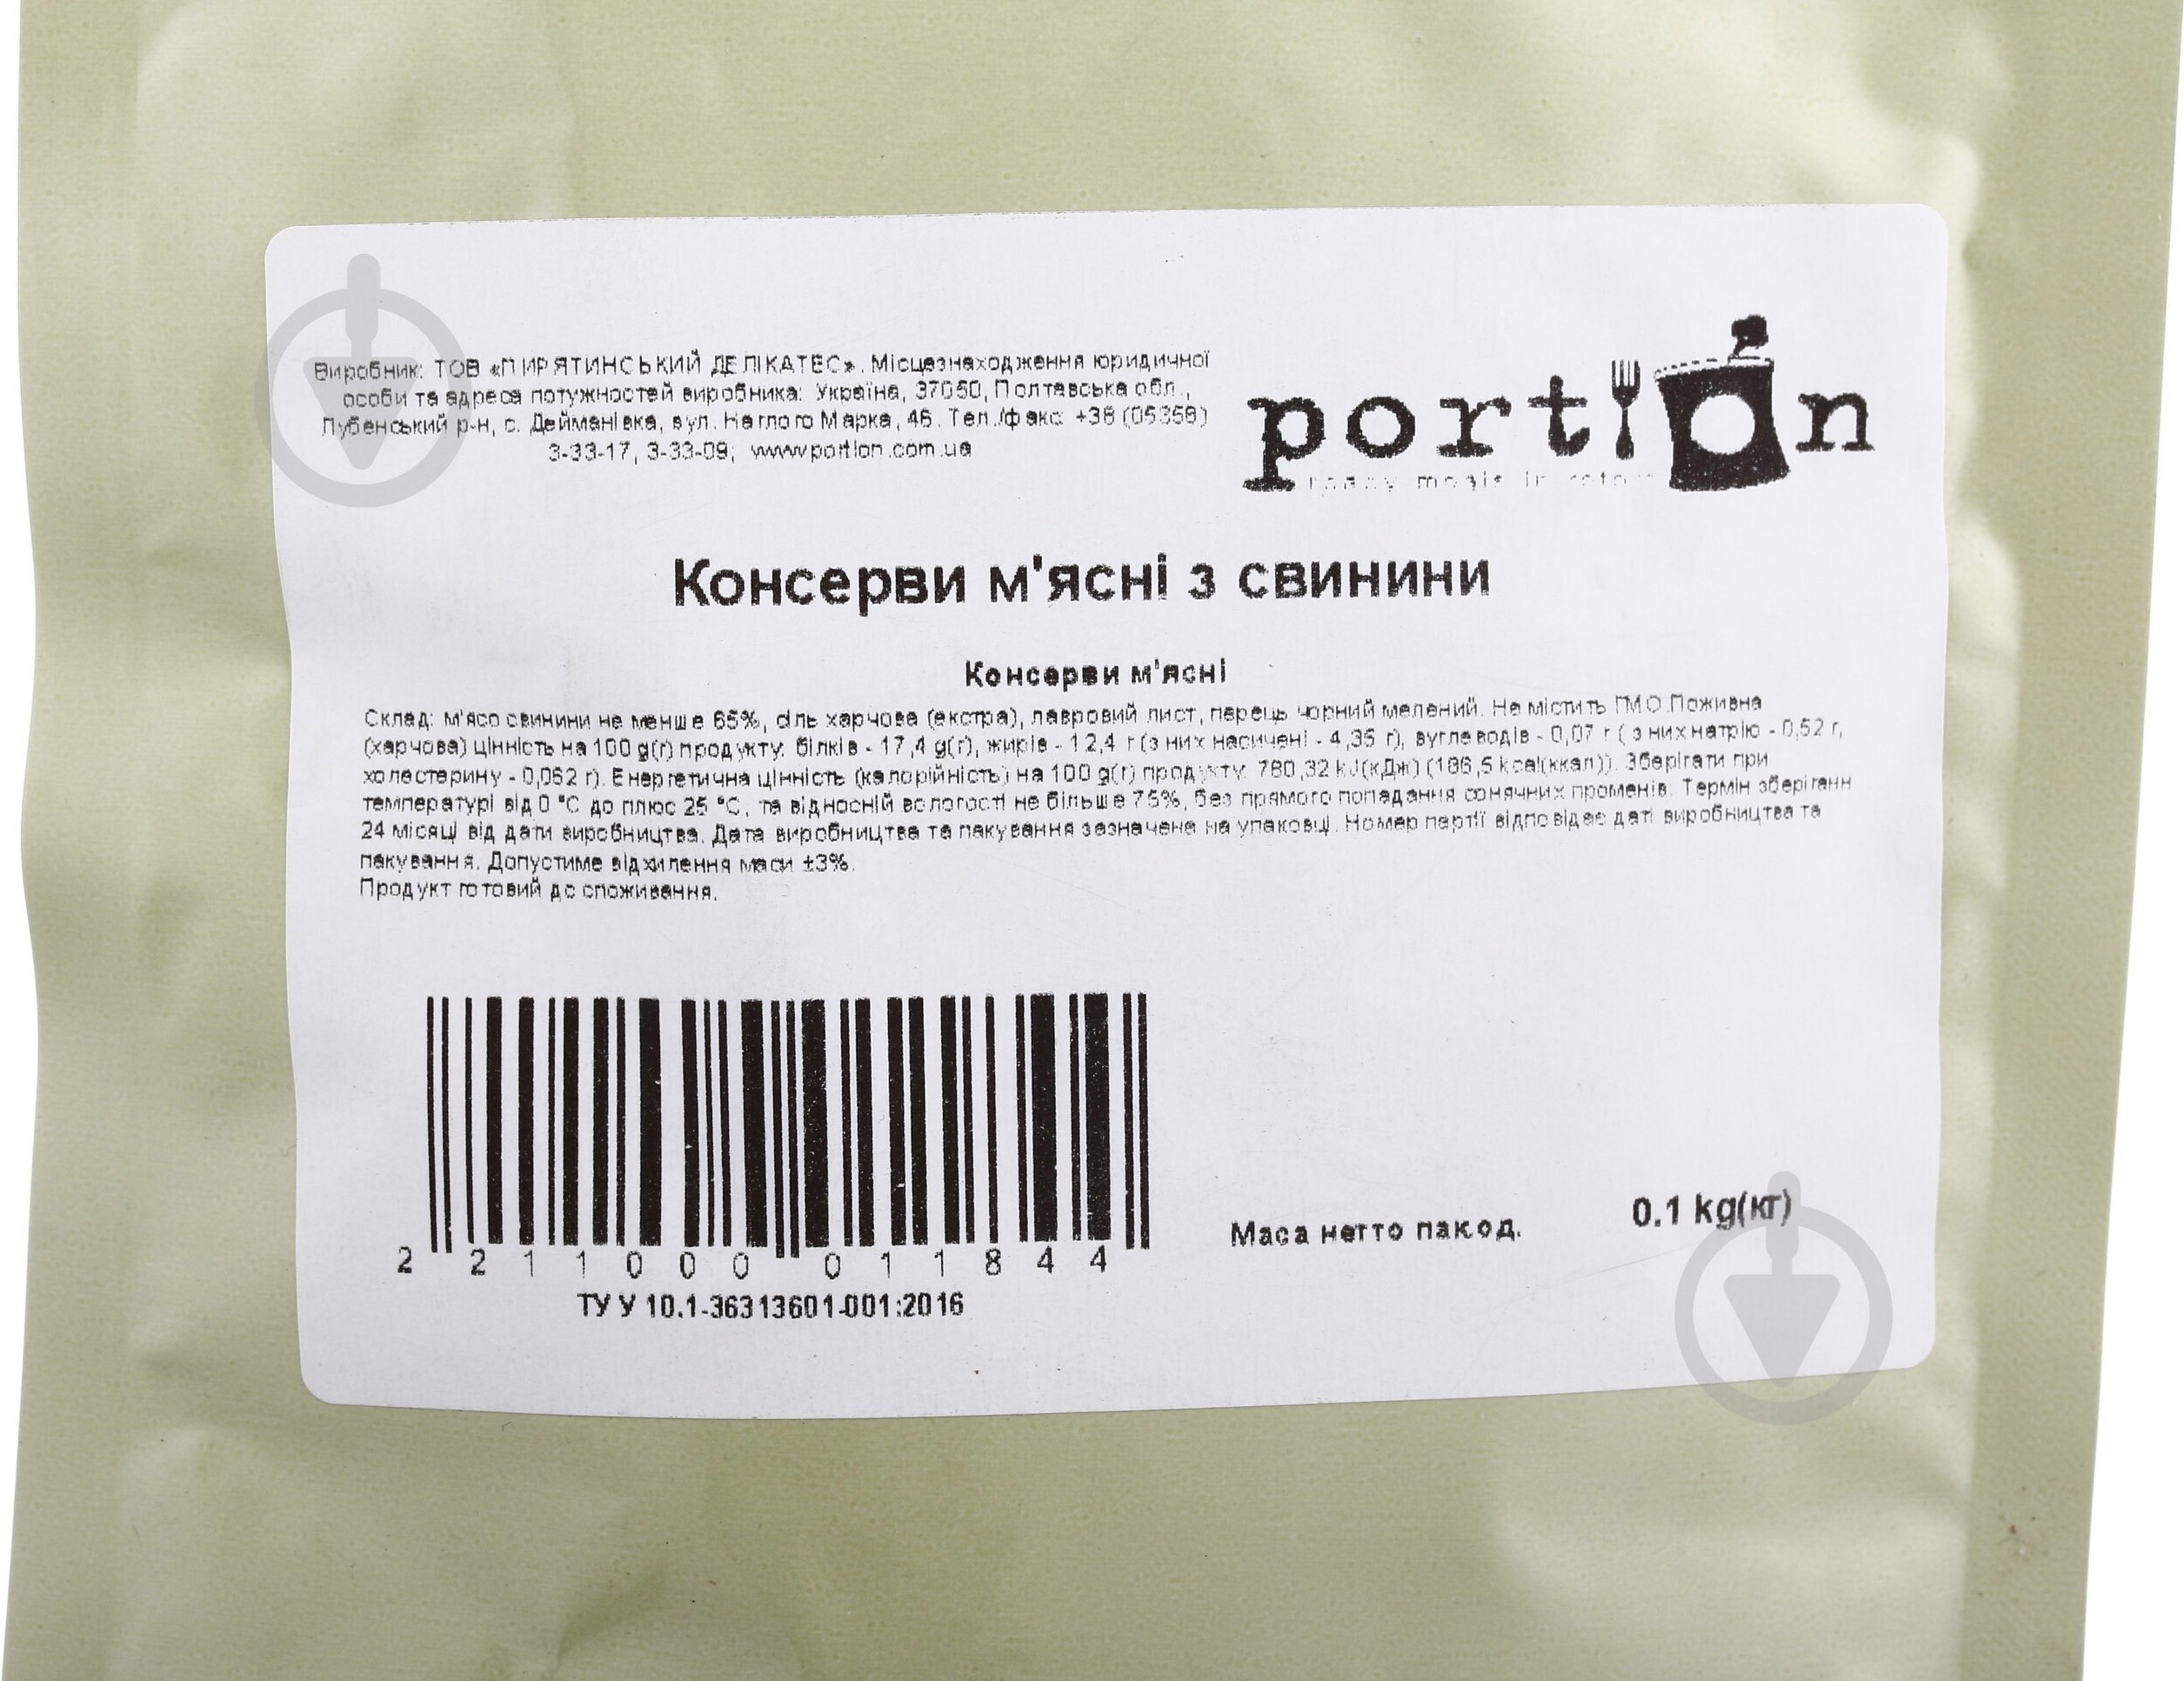 Виробник: ТОВ «ПИРЯТИНСЬКИЙ ДЕЛІКАТЕС». Місцезнаходження юридичної
особи та адреса потужностей виробника: Україна, 37050, Полтавська обл.,
Лубенський р-н, с. Дейманівка, вул. Наглого Марка, 46. Тел./факс +38 (05358)
3-33-17, 3-33-09; www.portion.com.ua
portion
meals in
Консерви м'ясні з свинини
Консерви м'ясні
Склад: м'ясо свинини не менше 65%, сіль харчова (екстра), лавровий лист, перець чорний мелений. Не містить ГМО.Поживна
(харчова) цінність на 100 g(г) продукту: білків - 17,4 g(г), жирів - 12,4 г (з них насичені - 4,35 г), вуглеводів - 0,07 г ( з них натрію - 0,52 г,
холестерину - 0,062 г). Енергетична цінність (калорійність) на 100 g(г) продукту: 780,32 kJ(кДж) (186,5 kcal(ккал)). Зберігати при
температурі від 0 °С до плюс 25 °С, та відносній вологості не більше 75%, без прямого попадання сонячних променів. Термін зберіганн
24 місяці від дати виробництва. Дата виробництва та пакування зазначена на упаковці. Номер партії відповідає даті виробництва та
пакування. Допустиме відхилення маси ±3%.
Продукт готовий до споживання.
2 211000 011844
ТУ У 10.1-36313601-001:2016
Маса нетто пак.од. 0.1 kg(кг)